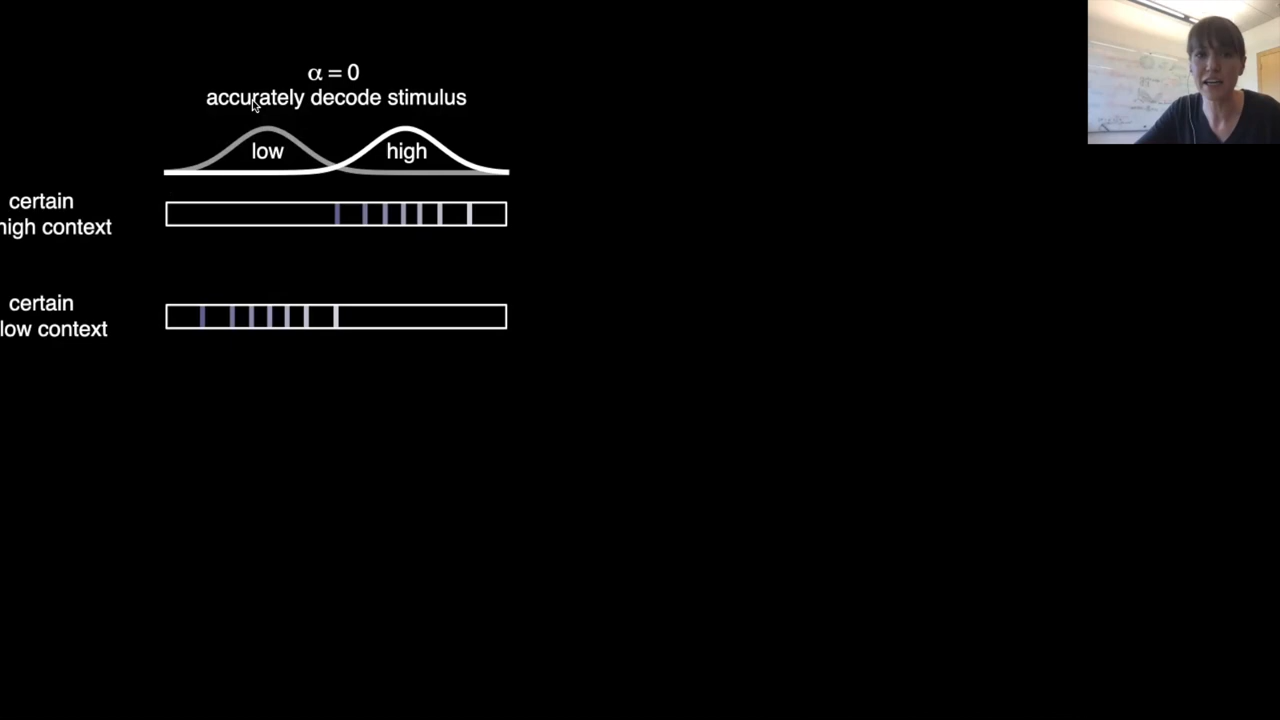 α = 0
accurately decode stimulus
low
high
certain
high context
certain
low context